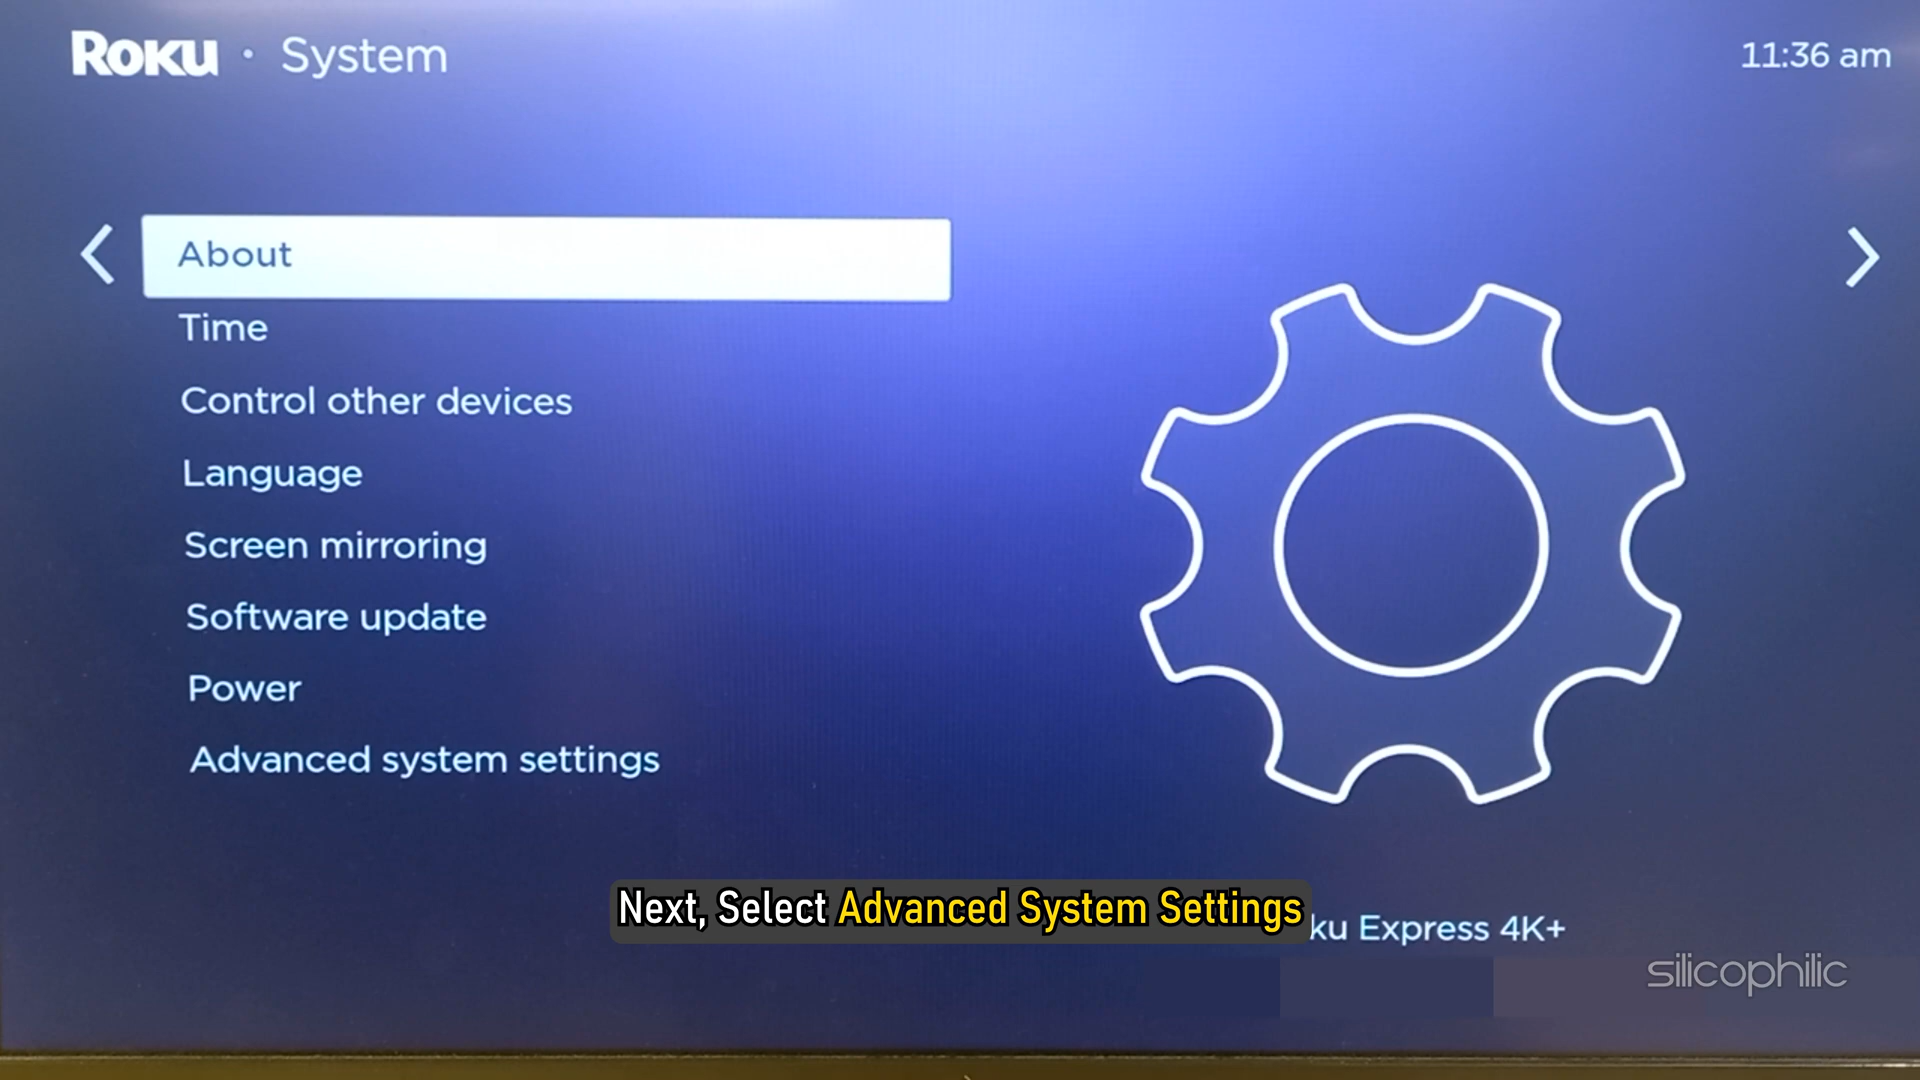 Roku · System
11:36 am
About
Time
Control other devices
Language
Screen mirroring
Software update
Power
Advanced system settings
Next, Select Advanced System Settings
ku Express 4K+
silicophilic